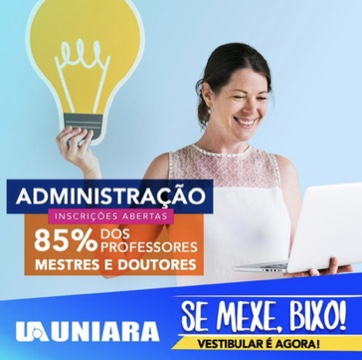 ADMINISTRAÇÃO
INSCRIÇÕES ABERTAS
85% DOS PROFESSORES
MESTRES E DOUTORES
UNIARA
SE MEXE, BIXO!
VESTIBULAR É AGORA!